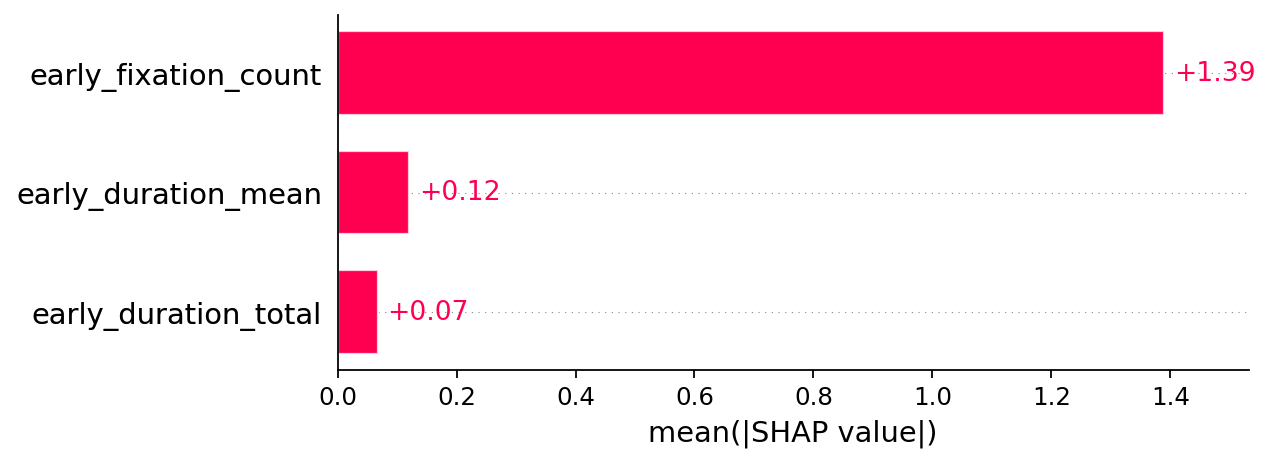 early_fixation_count
+1.39
early_duration_mean
+0.12
early_duration_total
+0.07
0.0 0.2 0.4 0.6 0.8 1.0 1.2 1.4
mean(|SHAP value|)